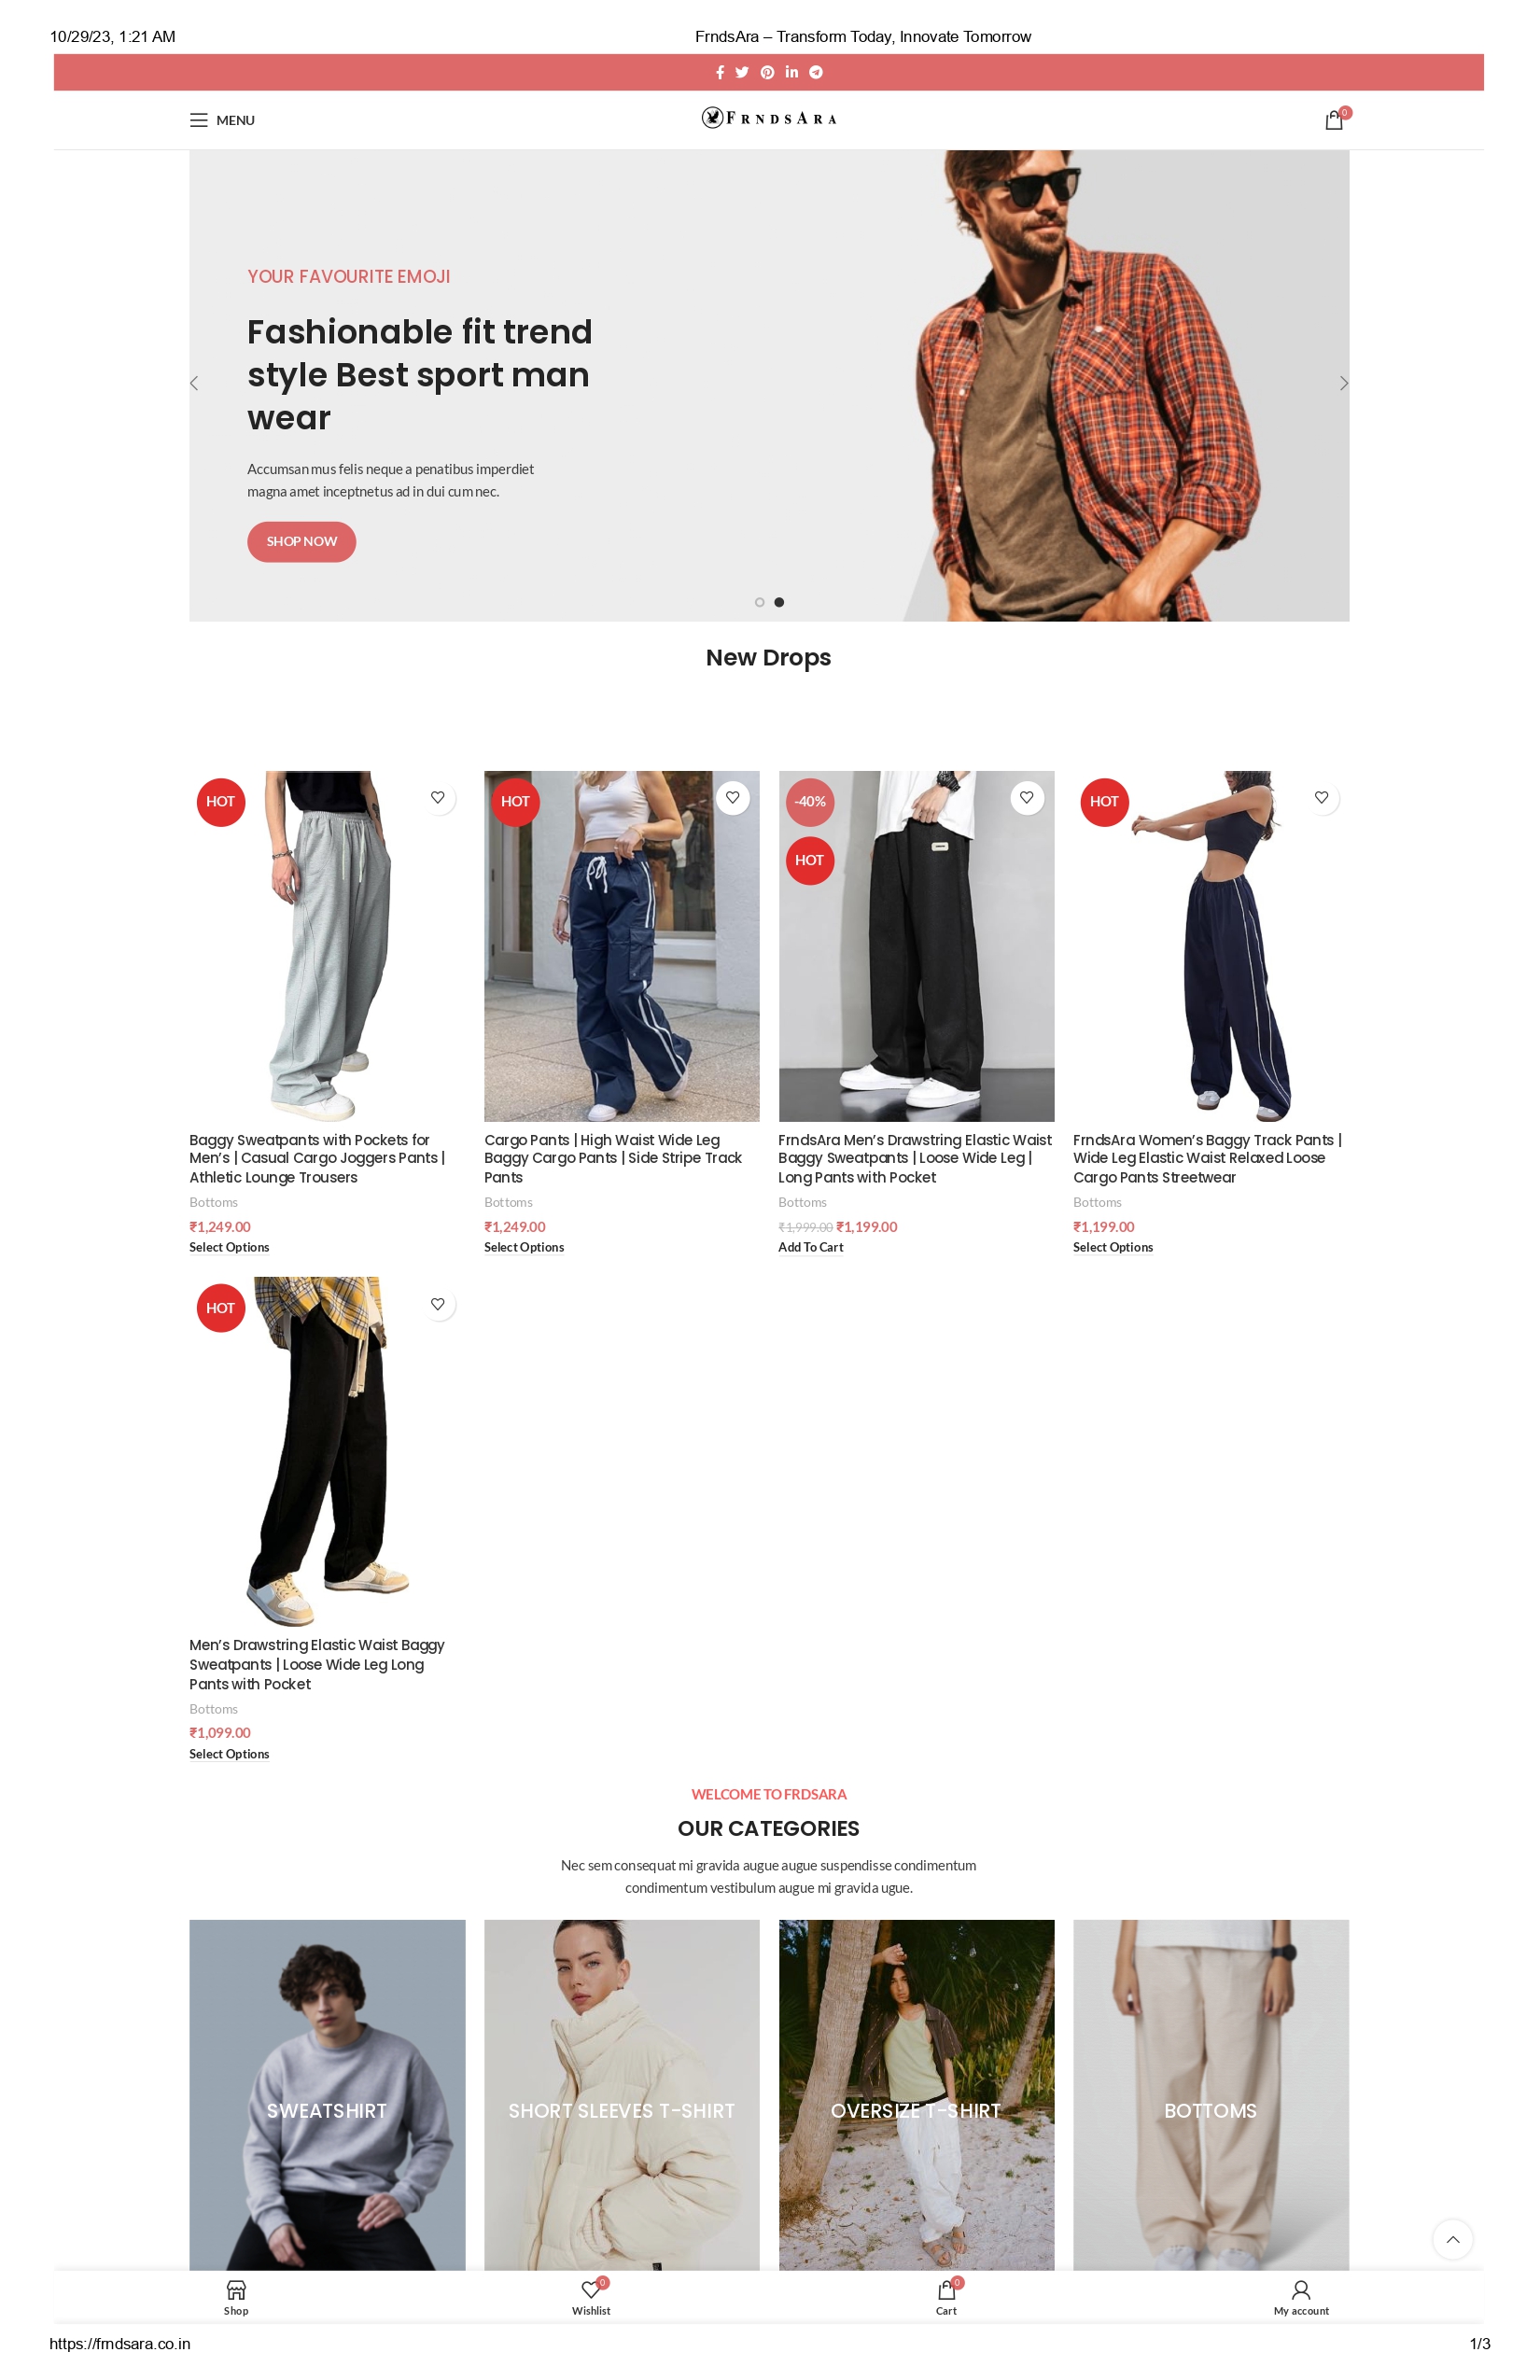 10/29/23, 1:21 AM
FrndsAra – Transform Today, Innovate Tomorrow
MENU
FRNDSARA
0
YOUR FAVOURITE EMOJI
Fashionable fit trend
style Best sport man
wear
Accumsan mus felis neque a penatibus imperdiet
magna amet inceptnetus ad in dui cum nec.
SHOP NOW
New Drops
HOT
HOT
-40%
HOT
HOT
Baggy Sweatpants with Pockets for
Men’s | Casual Cargo Joggers Pants |
Athletic Lounge Trousers
Bottoms
₹1,249.00
Select Options
Cargo Pants | High Waist Wide Leg
Baggy Cargo Pants | Side Stripe Track
Pants
Bottoms
₹1,249.00
Select Options
FrndsAra Men’s Drawstring Elastic Waist
Baggy Sweatpants | Loose Wide Leg |
Long Pants with Pocket
Bottoms
₹1,999.00 ₹1,199.00
Add To Cart
FrndsAra Women’s Baggy Track Pants |
Wide Leg Elastic Waist Relaxed Loose
Cargo Pants Streetwear
Bottoms
₹1,199.00
Select Options
HOT
Men’s Drawstring Elastic Waist Baggy
Sweatpants | Loose Wide Leg Long
Pants with Pocket
Bottoms
₹1,099.00
Select Options
WELCOME TO FRDSARA
OUR CATEGORIES
Nec sem consequat mi gravida augue augue suspendisse condimentum
condimentum vestibulum augue mi gravida ugue.
SWEATSHIRT
SHORT SLEEVES T-SHIRT
OVERSIZE T-SHIRT
BOTTOMS
Shop
0
Wishlist
0
Cart
My account
https://frndsara.co.in
1/3